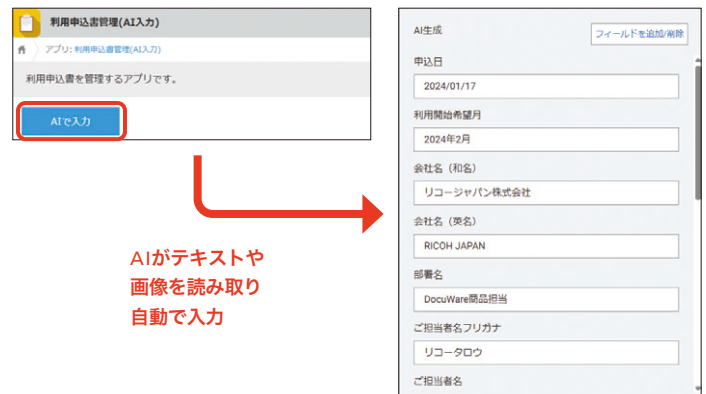 利用申込書管理(AI入力)
アプリ: 利用申込書管理(AI入力)
利用申込書を管理するアプリです。
AIで入力
AIがテキストや
画像を読み取り
自動で入力
AI生成
フィールドを追加/削除
申込日
2024/01/17
利用開始希望月
2024年2月
会社名（和名）
リコージャパン株式会社
会社名（英名）
RICOH JAPAN
部署名
DocuWare商品担当
ご担当者名フリガナ
リコータロウ
ご担当者名